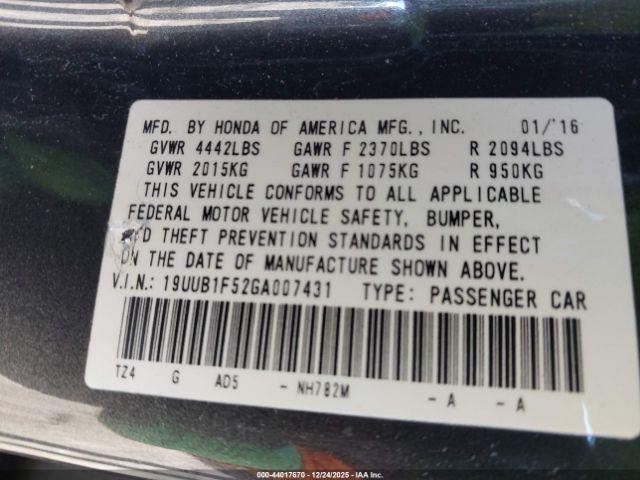 MFD. BY HONDA OF AMERICA MFG., INC. 01/'16
GVWR 4442LBS GAWR F 2370LBS R 2094LBS
GVWR 2015KG GAWR F 1075KG R 950KG
THIS VEHICLE CONFORMS TO ALL APPLICABLE
FEDERAL MOTOR VEHICLE SAFETY, BUMPER,
D THEFT PREVENTION STANDARDS IN EFFECT
ON THE DATE OF MANUFACTURE SHOWN ABOVE.
V.I.N.: 19UUB1F52GA007431 TYPE: PASSENGER CAR
TZ4 G AD5 - NH782M - A - A
000-44017670 - 12/24/2025 - IAA Inc.